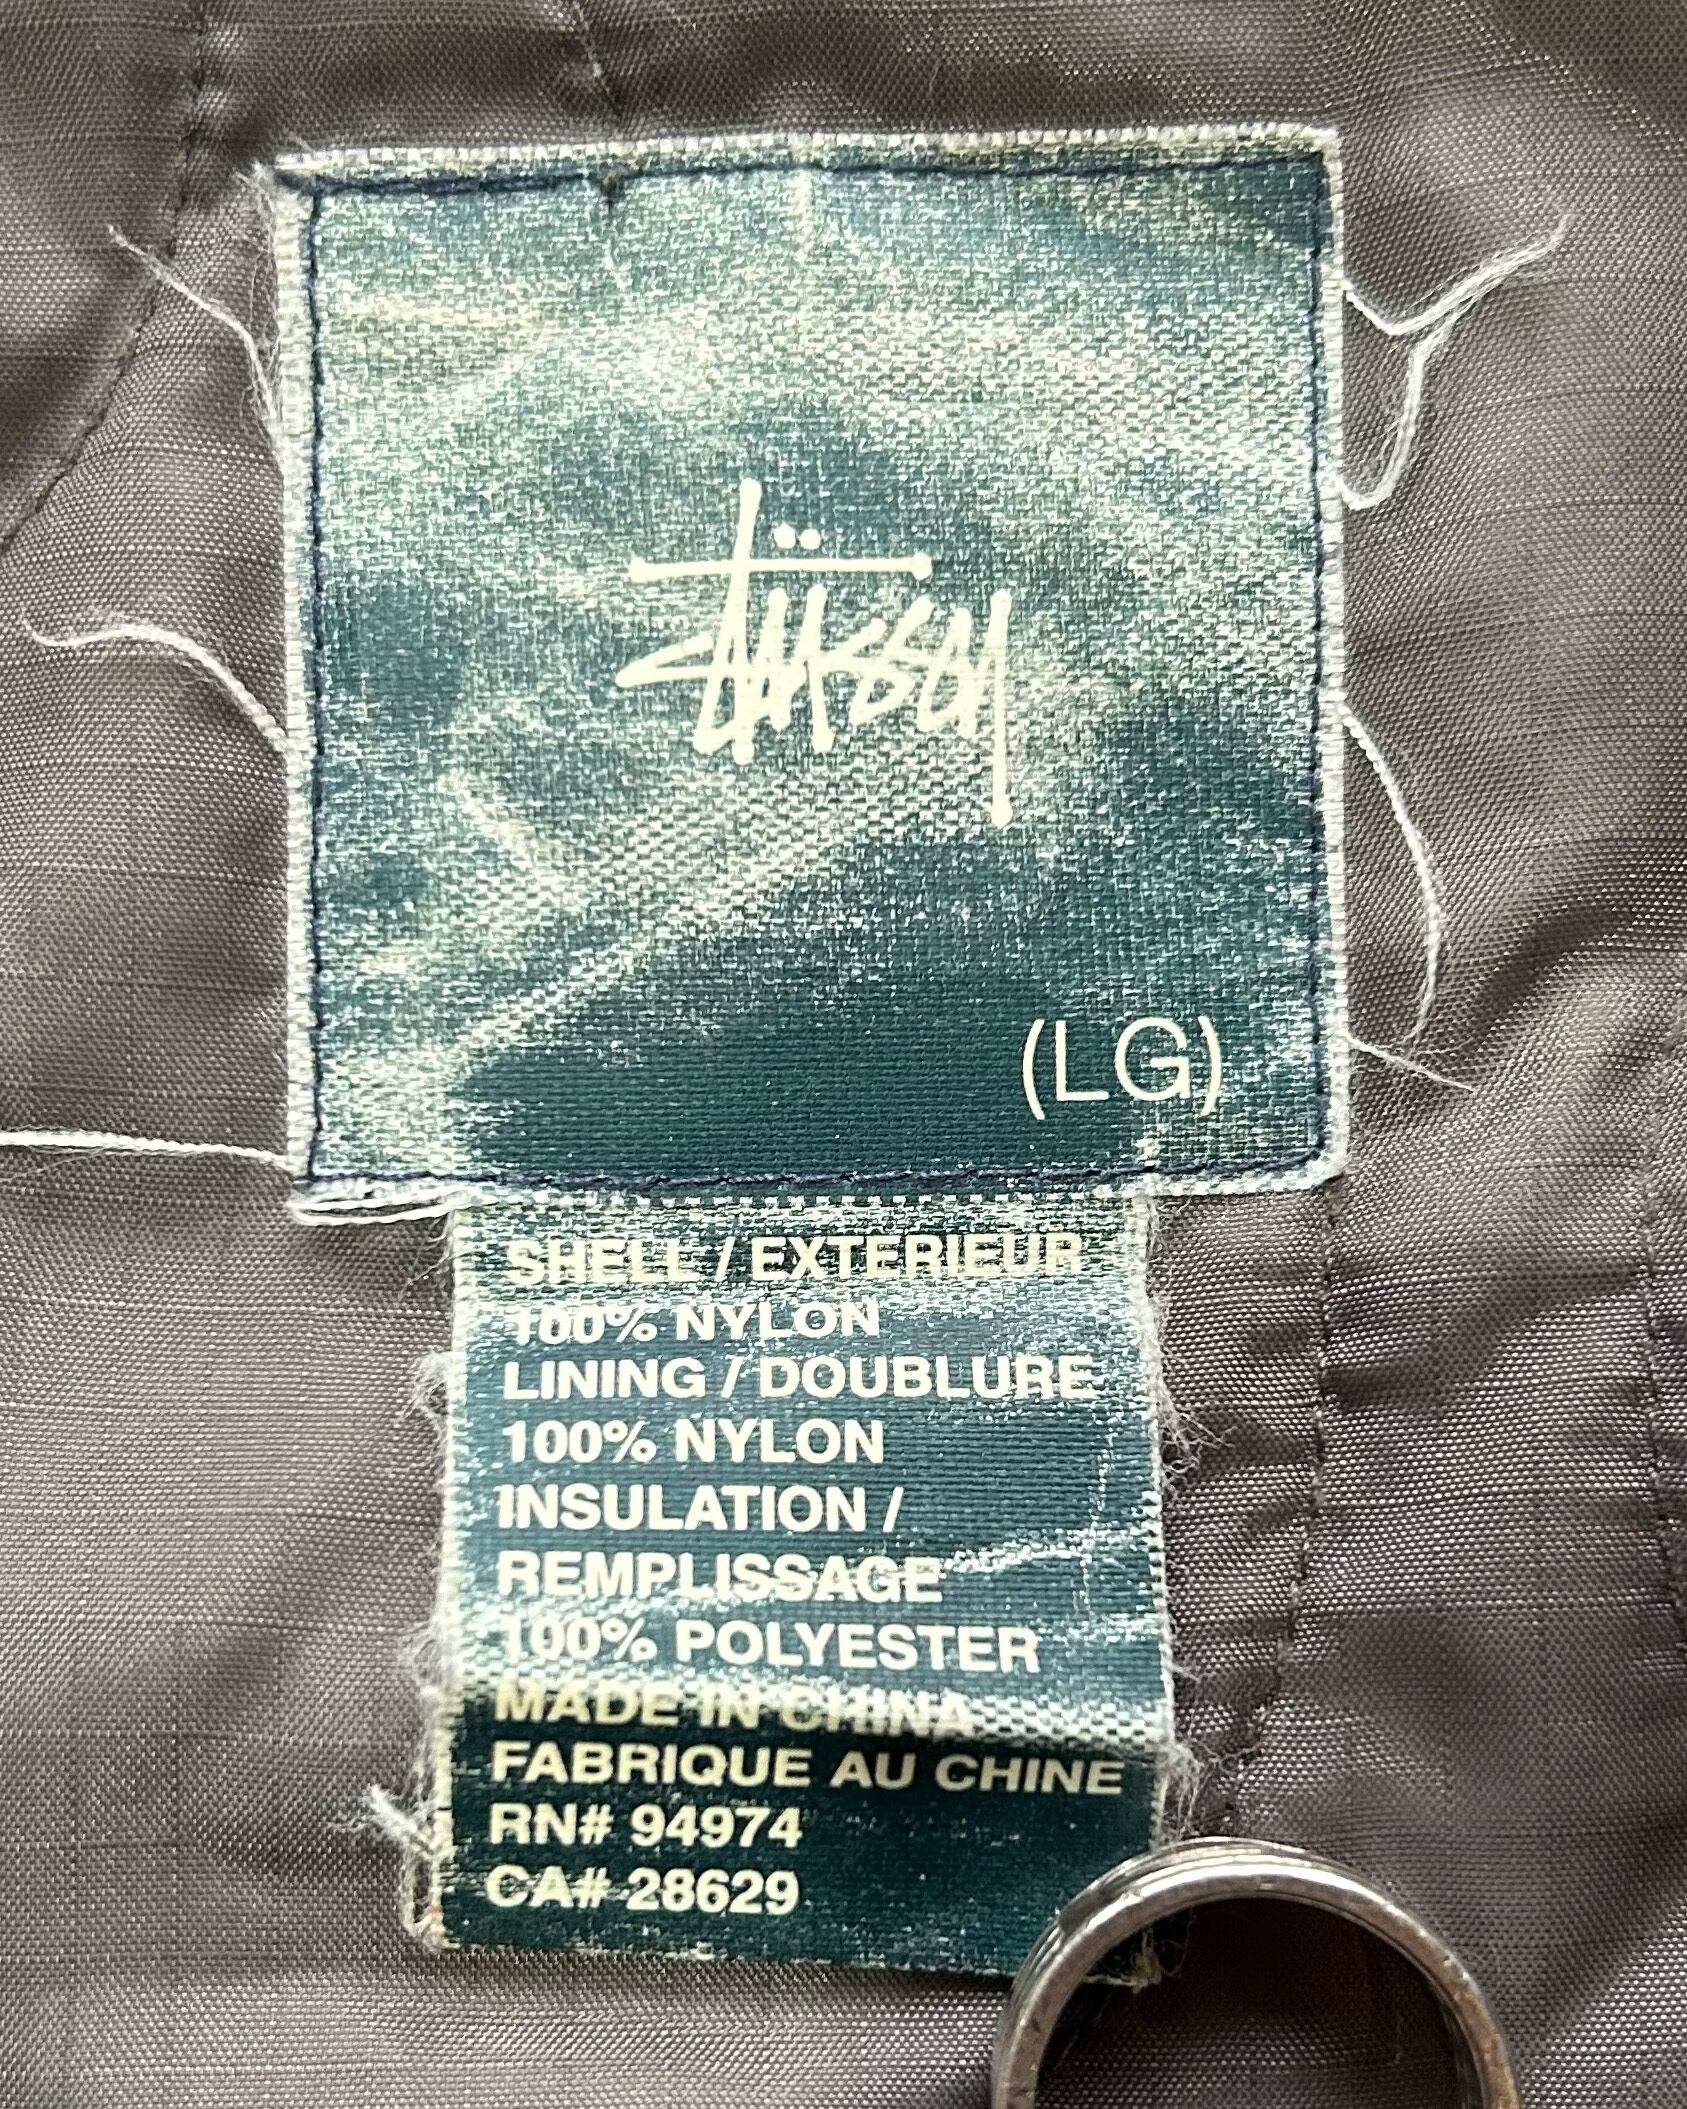 Stüssy
(LG)
SHELL / EXTERIEUR
100% NYLON
LINING / DOUBLURE
100% NYLON
INSULATION /
REMPLISSAGE
100% POLYESTER
MADE IN CHINA
FABRIQUE AU CHINE
RN# 94974
CA# 28629